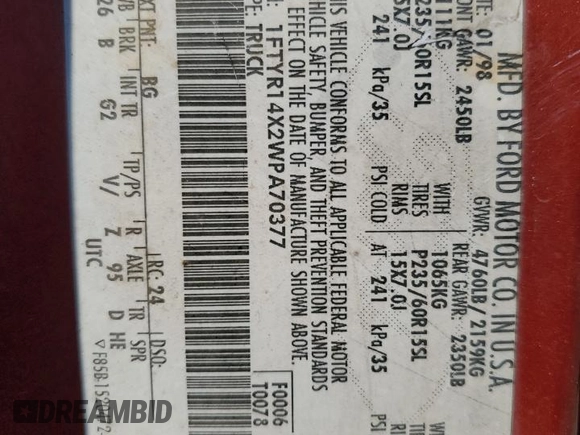 MFD. BY FORD MOTOR CO. IN U.S.A.
DATE: 01/98 GVWR: 4760LB/ 2159KG
FRONT GAWR: 2450LB REAR GAWR: 2350LB
1111KG WITH 1065KG
235/60R15SL TIRES P235/60R15SL
15X7.0J RIMS 15X7.0J
241 kPa/35 PSI COLD AT 241 kPa/35 PSI
THIS VEHICLE CONFORMS TO ALL APPLICABLE FEDERAL MOTOR
VEHICLE SAFETY, BUMPER, AND THEFT PREVENTION STANDARDS
EFFECT ON THE DATE OF MANUFACTURE SHOWN ABOVE.
1FTYR14X2WPA70377
TYPE: TRUCK
F0006
T0078
EXT PNT: BG RC: 24 DSO:
WB BRK INT TR TP/PS R AXLE TR SPR
126 B G2 V/ Z 95 D HE
UTC
DREAMBID